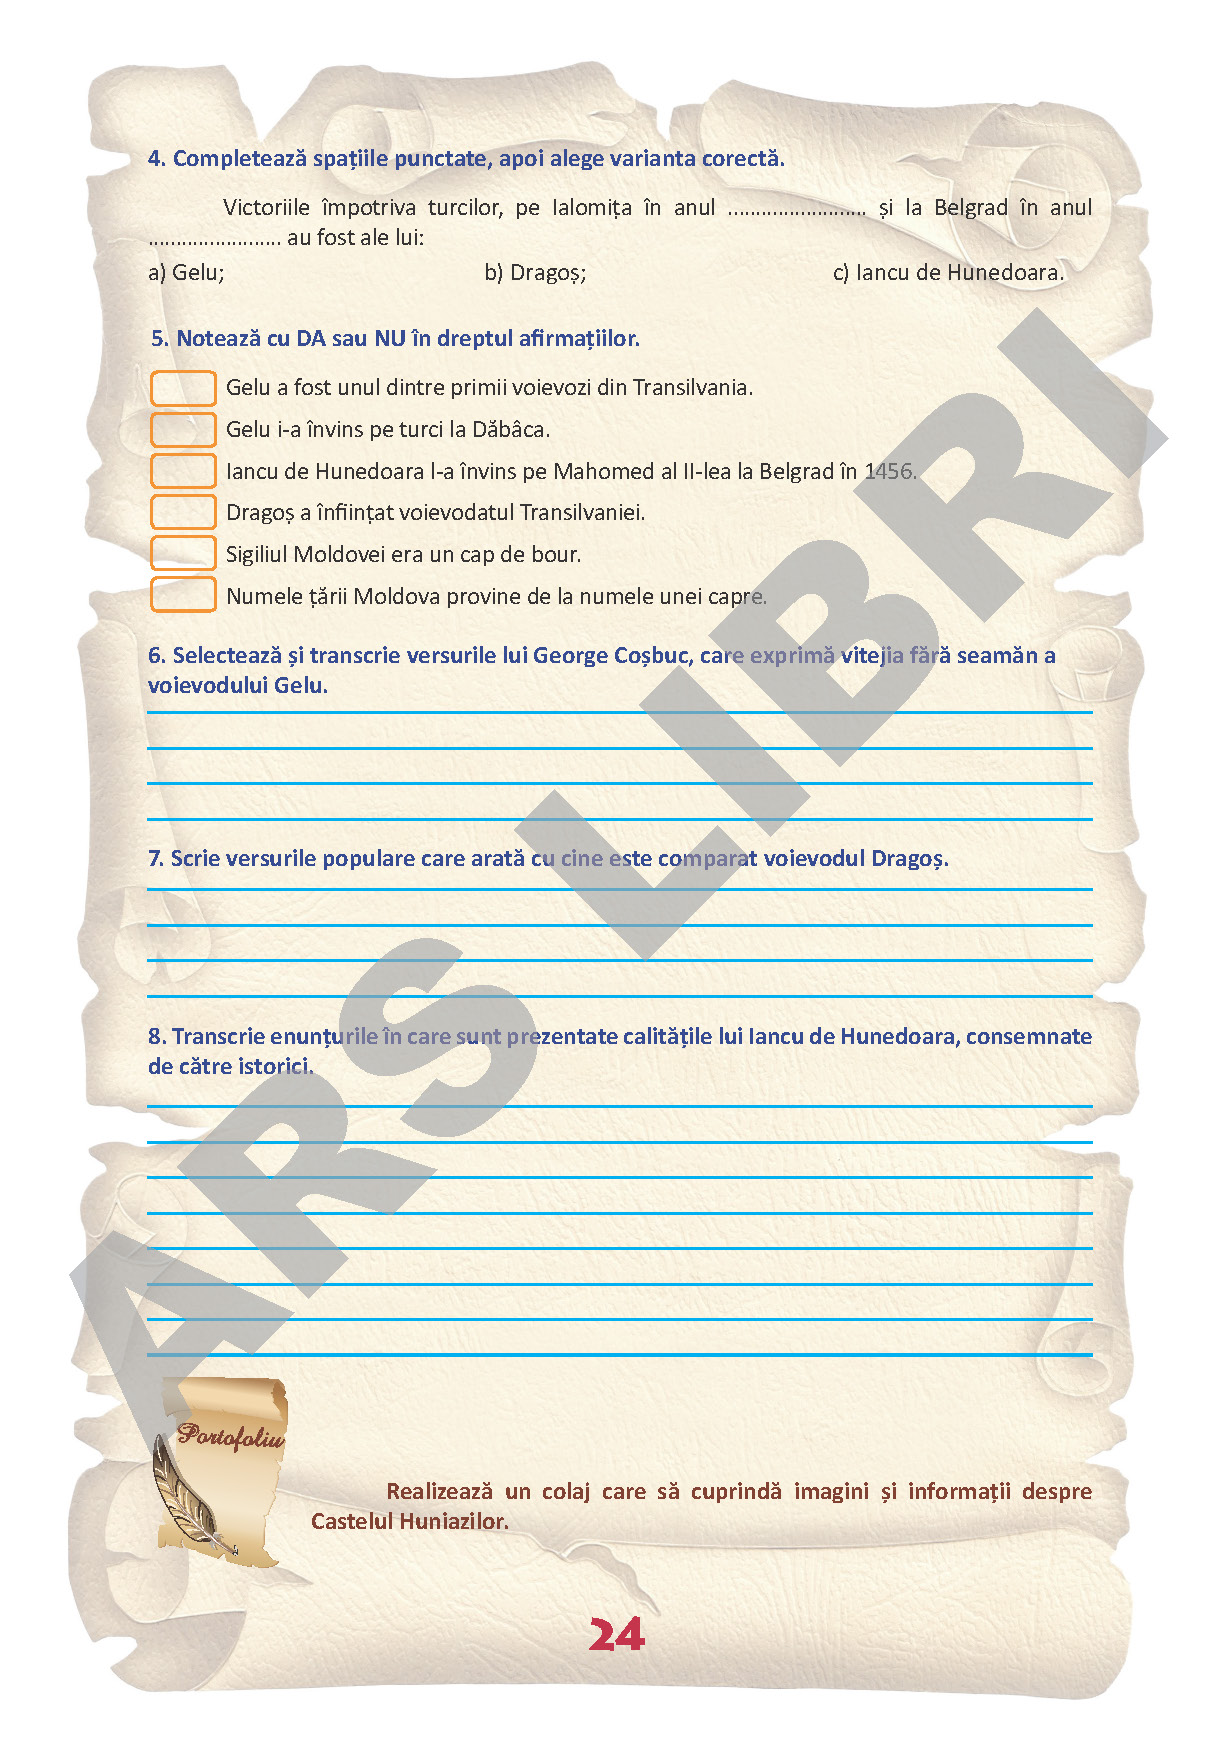 4. Completează spațiile punctate, apoi alege varianta corectă.
Victoriile împotriva turcilor, pe Ialomița în anul ......................... și la Belgrad în anul
........................ au fost ale lui:
a) Gelu; b) Dragoș; c) Iancu de Hunedoara.
5. Notează cu DA sau NU în dreptul afirmațiilor.
Gelu a fost unul dintre primii voievozi din Transilvania.
Gelu i-a învins pe turci la Dăbâca.
Iancu de Hunedoara l-a învins pe Mahomed al II-lea la Belgrad în 1456.
Dragoș a înființat voievodatul Transilvaniei.
Sigiliul Moldovei era un cap de bour.
Numele țării Moldova provine de la numele unei capre.
6. Selectează și transcrie versurile lui George Coșbuc, care exprimă vitejia fără seamăn a
voievodului Gelu.
7. Scrie versurile populare care arată cu cine este comparat voievodul Dragoș.
8. Transcrie enunțurile în care sunt prezentate calitățile lui Iancu de Hunedoara, consemnate
de către istorici.
Portofoliu
Realizează un colaj care să cuprindă imagini și informații despre
Castelul Huniazilor.
24
ARS LIBRI